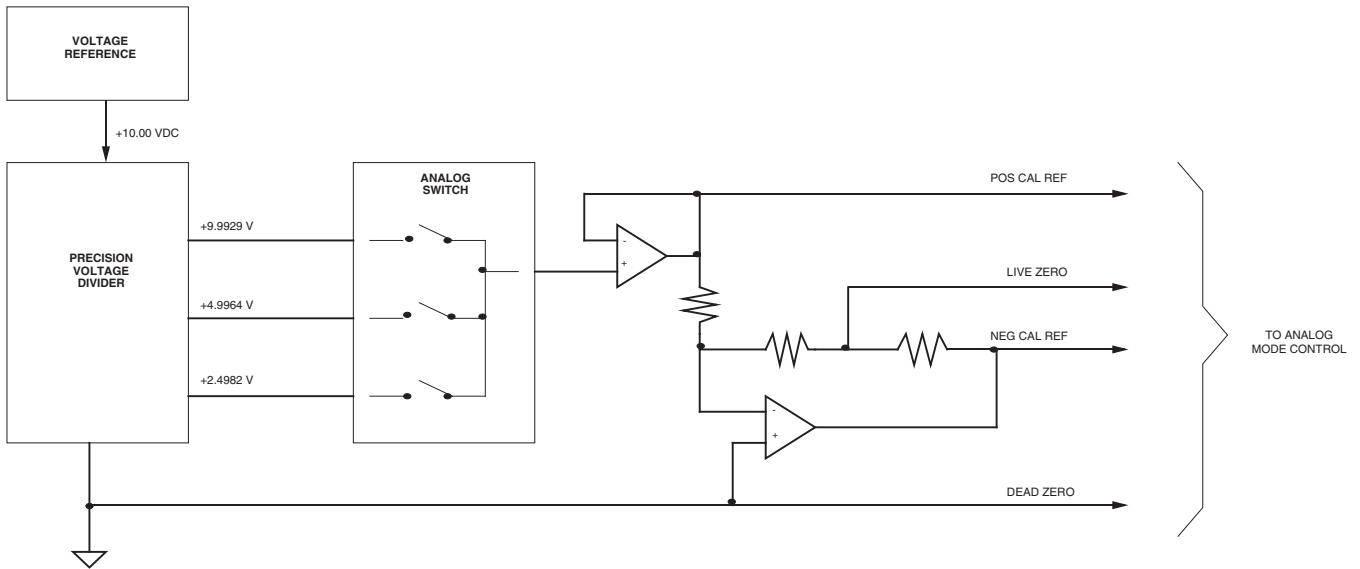 VOLTAGE
REFERENCE
+10.00 VDC
PRECISION
VOLTAGE
DIVIDER
+9.9929 V
+4.9964 V
+2.4982 V
ANALOG
SWITCH
-
+
POS CAL REF
LIVE ZERO
NEG CAL REF
-
+
DEAD ZERO
TO ANALOG
MODE CONTROL